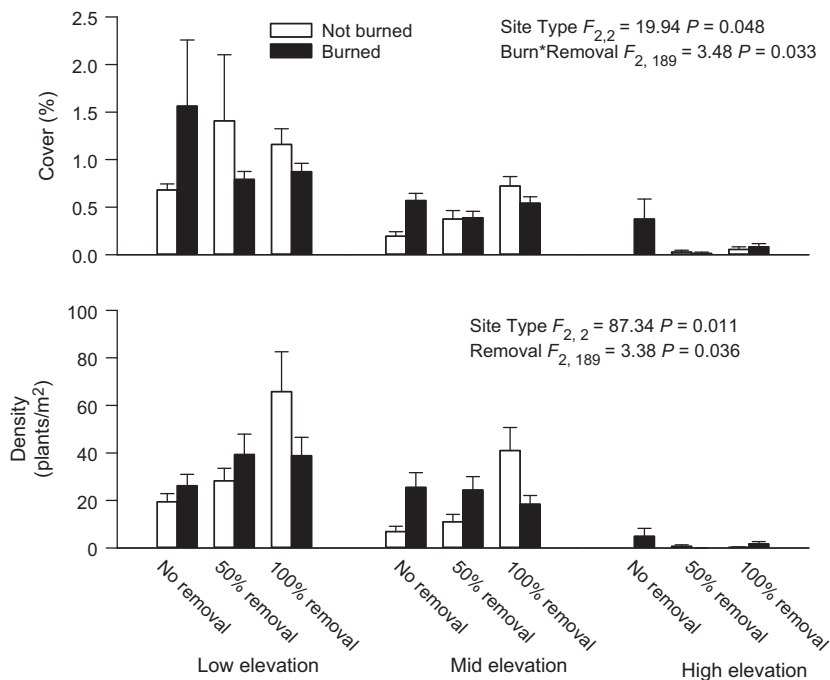 Not burned
Burned
Site Type F2,2 = 19.94 P = 0.048
Burn*Removal F2, 189 = 3.48 P = 0.033
Cover (%)
2.5
2.0
1.5
1.0
0.5
0.0
Site Type F2, 2 = 87.34 P = 0.011
Removal F2, 189 = 3.38 P = 0.036
Density
(plants/m²)
100
80
60
40
20
0
No removal
50% removal
100% removal
No removal
50% removal
100% removal
No removal
50% removal
100% removal
Low elevation
Mid elevation
High elevation